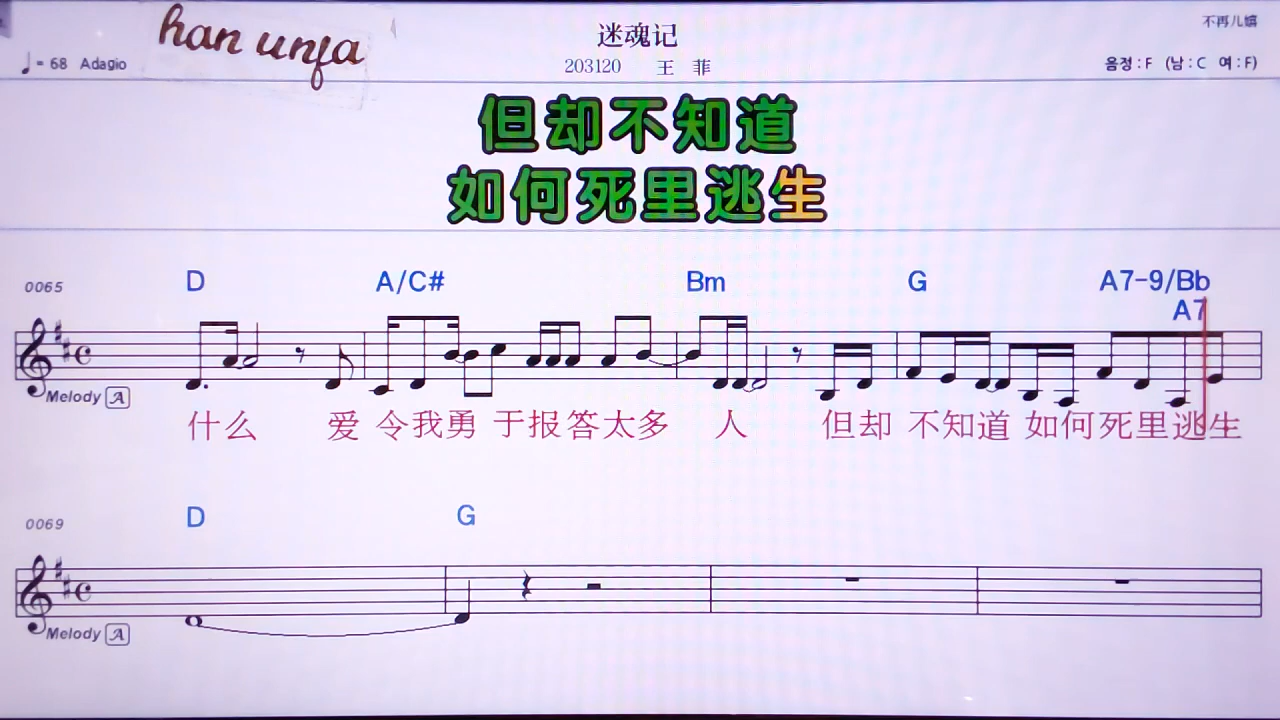 han unfa
迷魂记
不再儿嬉
♩= 68 Adagio
203120 王 菲
음정 : F (남 : C 여 : F)
但却不知道
如何死里逃生
0065 D A/C# Bm G A7-9/Bb
A7
Melody A
什么 爱 令我勇 于报答太多 人 但却 不知道 如何死里逃生
0069 D G
Melody A